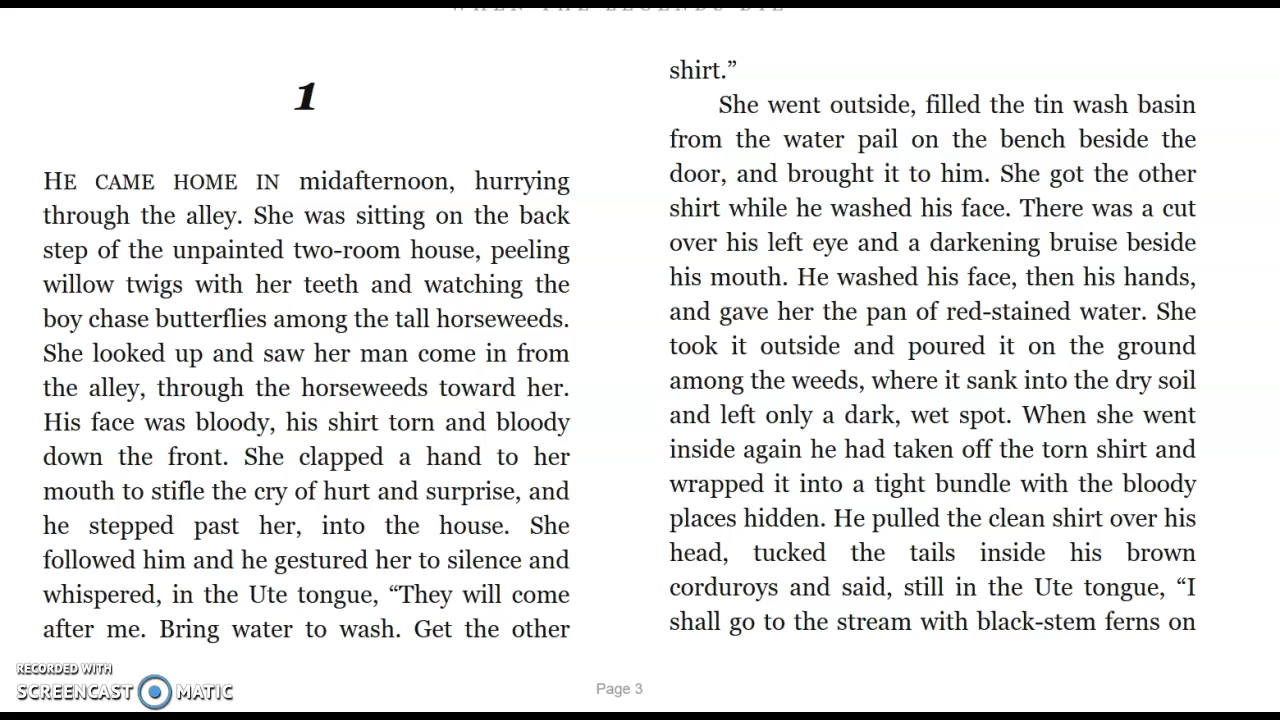 WHEN THE LEGENDS DIE
1
HE CAME HOME IN midafternoon, hurrying
through the alley. She was sitting on the back
step of the unpainted two-room house, peeling
willow twigs with her teeth and watching the
boy chase butterflies among the tall horseweeds.
She looked up and saw her man come in from
the alley, through the horseweeds toward her.
His face was bloody, his shirt torn and bloody
down the front. She clapped a hand to her
mouth to stifle the cry of hurt and surprise, and
he stepped past her, into the house. She
followed him and he gestured her to silence and
whispered, in the Ute tongue, “They will come
after me. Bring water to wash. Get the other
shirt.”
She went outside, filled the tin wash basin
from the water pail on the bench beside the
door, and brought it to him. She got the other
shirt while he washed his face. There was a cut
over his left eye and a darkening bruise beside
his mouth. He washed his face, then his hands,
and gave her the pan of red-stained water. She
took it outside and poured it on the ground
among the weeds, where it sank into the dry soil
and left only a dark, wet spot. When she went
inside again he had taken off the torn shirt and
wrapped it into a tight bundle with the bloody
places hidden. He pulled the clean shirt over his
head, tucked the tails inside his brown
corduroys and said, still in the Ute tongue, “I
shall go to the stream with black-stem ferns on
Page 3
RECORDED WITH
SCREENCAST MATIC